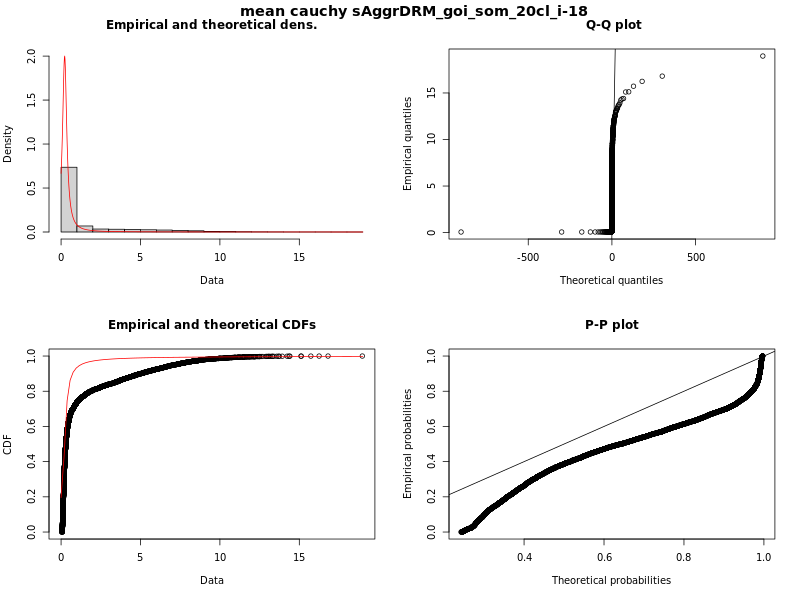 mean cauchy sAggrDRM_goi_som_20cl_i-18
Empirical and theoretical dens.
Density
0.0 0.5 1.0 1.5 2.0
0 5 10 15
Data
Q-Q plot
Empirical quantiles
0 5 10 15
-500 0 500
Theoretical quantiles
Empirical and theoretical CDFs
CDF
0.0 0.2 0.4 0.6 0.8 1.0
0 5 10 15
Data
P-P plot
Empirical probabilities
0.0 0.2 0.4 0.6 0.8 1.0
0.4 0.6 0.8 1.0
Theoretical probabilities